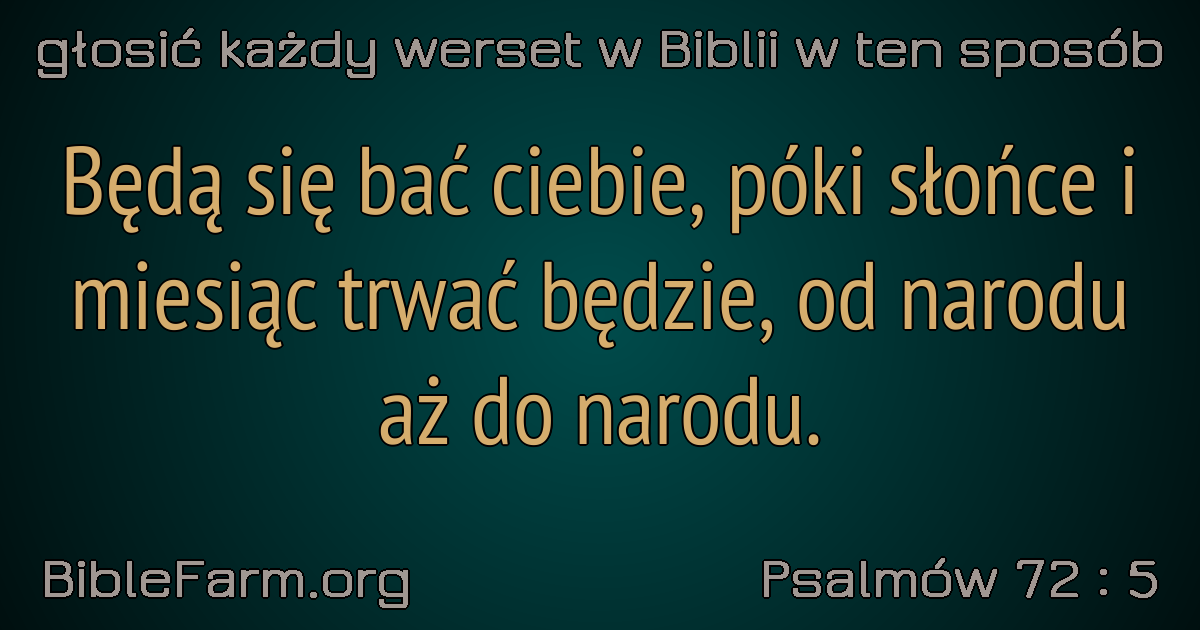 głosić każdy werset w Biblii w ten sposób
Będą się bać ciebie, póki słońce i
miesiąc trwać będzie, od narodu
aż do narodu.
BibleFarm.org
Psalmów 72 : 5